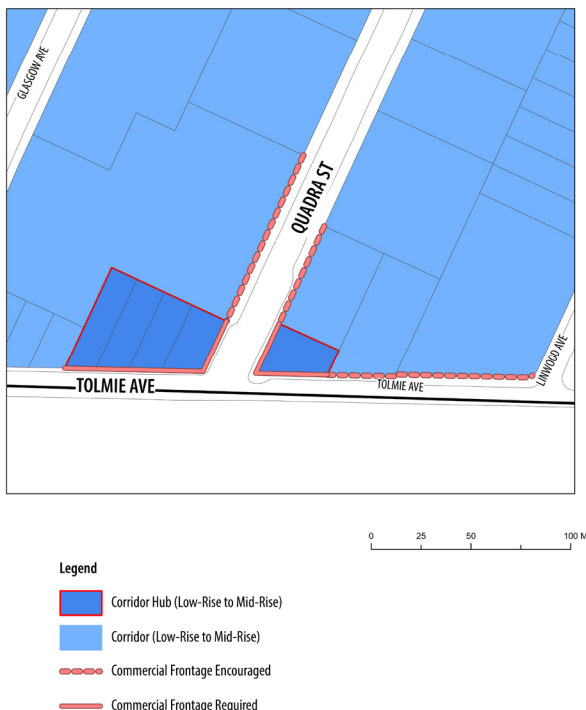 GLASGOW AVE
QUADRA ST
TOLMIE AVE
TOLMIE AVE
LINWOOD AVE
0 25 50 100 M
Legend
Corridor Hub (Low-Rise to Mid-Rise)
Corridor (Low-Rise to Mid-Rise)
Commercial Frontage Encouraged
Commercial Frontage Required